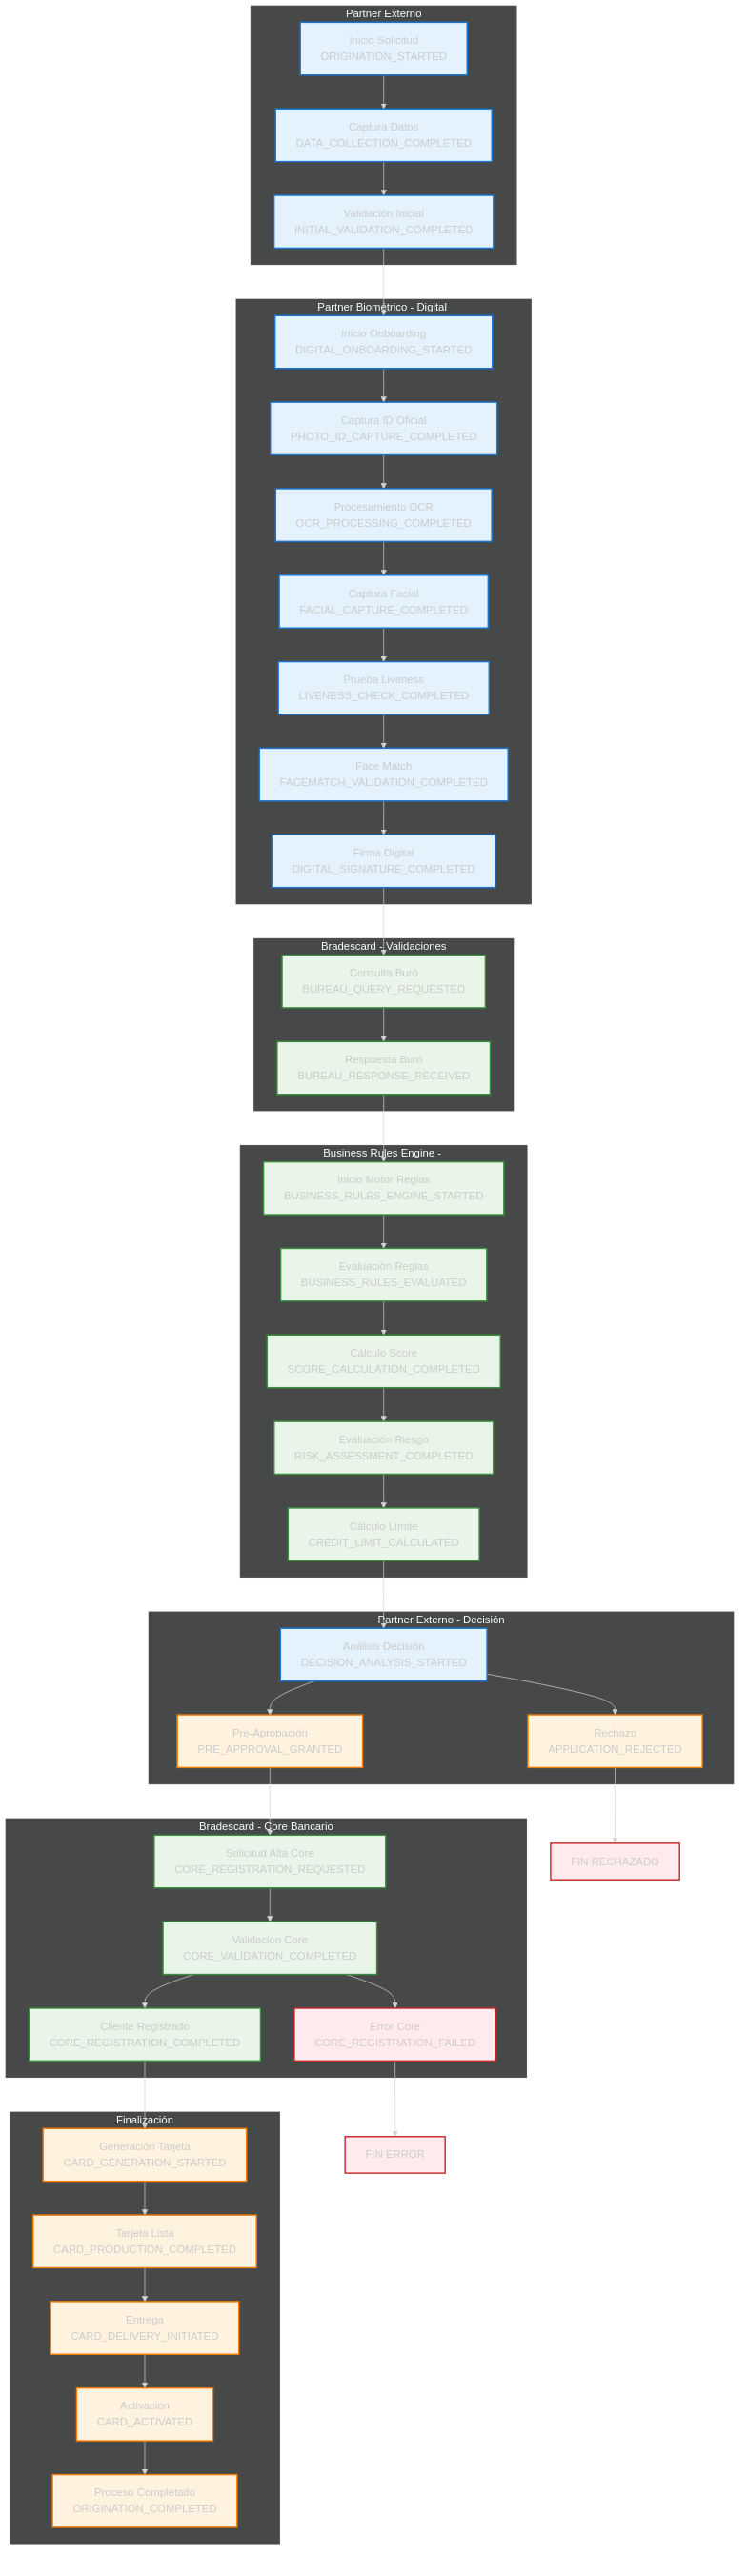 Partner Externo
Inicio Solicitud
ORIGINATION_STARTED
Captura Datos
DATA_COLLECTION_COMPLETED
Validación Inicial
INITIAL_VALIDATION_COMPLETED
Partner Biométrico - Digital
Inicio Onboarding
DIGITAL_ONBOARDING_STARTED
Captura ID Oficial
PHOTO_ID_CAPTURE_COMPLETED
Procesamiento OCR
OCR_PROCESSING_COMPLETED
Captura Facial
FACIAL_CAPTURE_COMPLETED
Prueba Liveness
LIVENESS_CHECK_COMPLETED
Face Match
FACEMATCH_VALIDATION_COMPLETED
Firma Digital
DIGITAL_SIGNATURE_COMPLETED
Bradescard - Validaciones
Consulta Buró
BUREAU_QUERY_REQUESTED
Respuesta Buró
BUREAU_RESPONSE_RECEIVED
Business Rules Engine -
Inicio Motor Reglas
BUSINESS_RULES_ENGINE_STARTED
Evaluación Reglas
BUSINESS_RULES_EVALUATED
Cálculo Score
SCORE_CALCULATION_COMPLETED
Evaluación Riesgo
RISK_ASSESSMENT_COMPLETED
Cálculo Límite
CREDIT_LIMIT_CALCULATED
Partner Externo - Decisión
Análisis Decisión
DECISION_ANALYSIS_STARTED
Pre-Aprobación
PRE_APPROVAL_GRANTED
Rechazo
APPLICATION_REJECTED
Bradescard - Core Bancario
Solicitud Alta Core
CORE_REGISTRATION_REQUESTED
FIN RECHAZADO
Validación Core
CORE_VALIDATION_COMPLETED
Cliente Registrado
CORE_REGISTRATION_COMPLETED
Error Core
CORE_REGISTRATION_FAILED
Finalización
Generación Tarjeta
CARD_GENERATION_STARTED
FIN ERROR
Tarjeta Lista
CARD_PRODUCTION_COMPLETED
Entrega
CARD_DELIVERY_INITIATED
Activación
CARD_ACTIVATED
Proceso Completado
ORIGINATION_COMPLETED